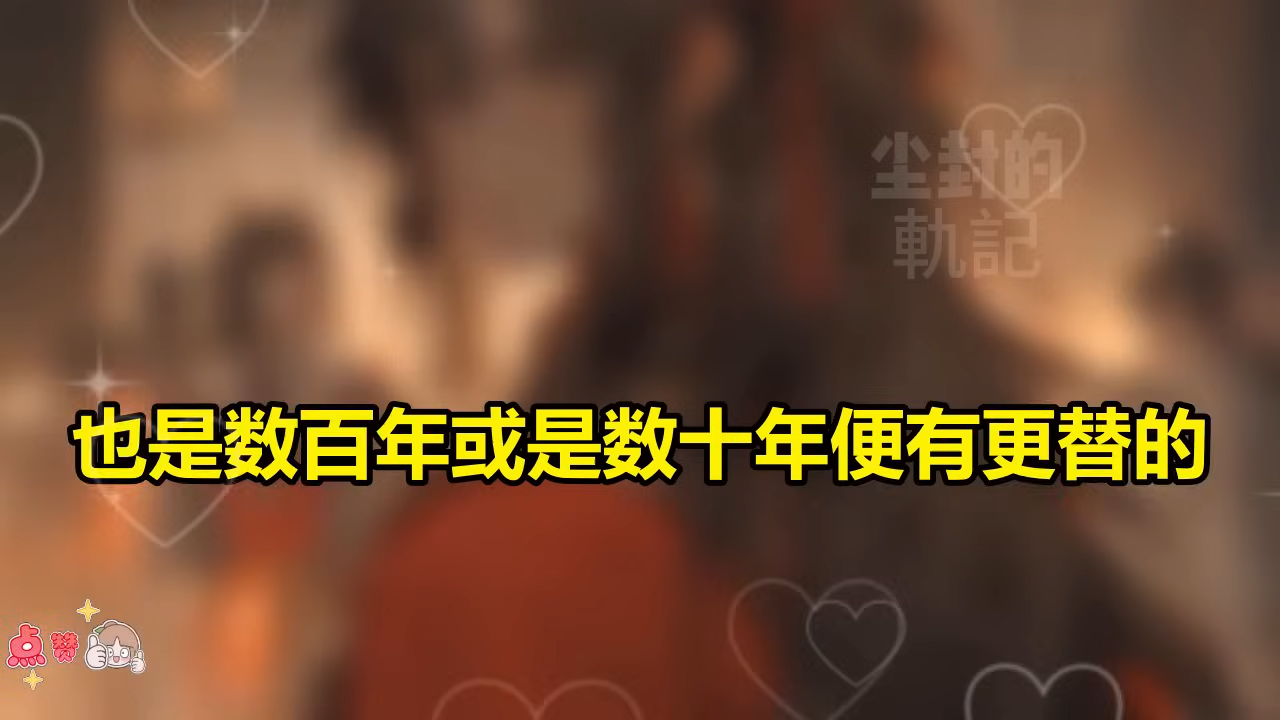 尘封的
軌記
也是数百年或是数十年便有更替的
点赞